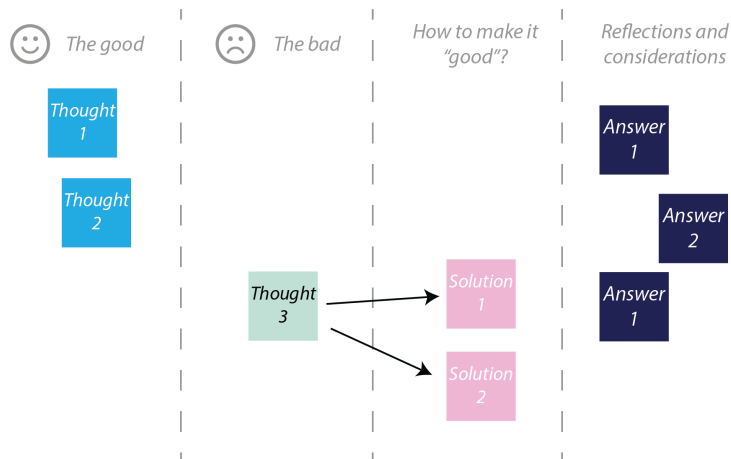 The good
The bad
How to make it
“good”?
Reflections and
considerations
Thought
1
Thought
2
Thought
3
Solution
1
Solution
2
Answer
1
Answer
2
Answer
1